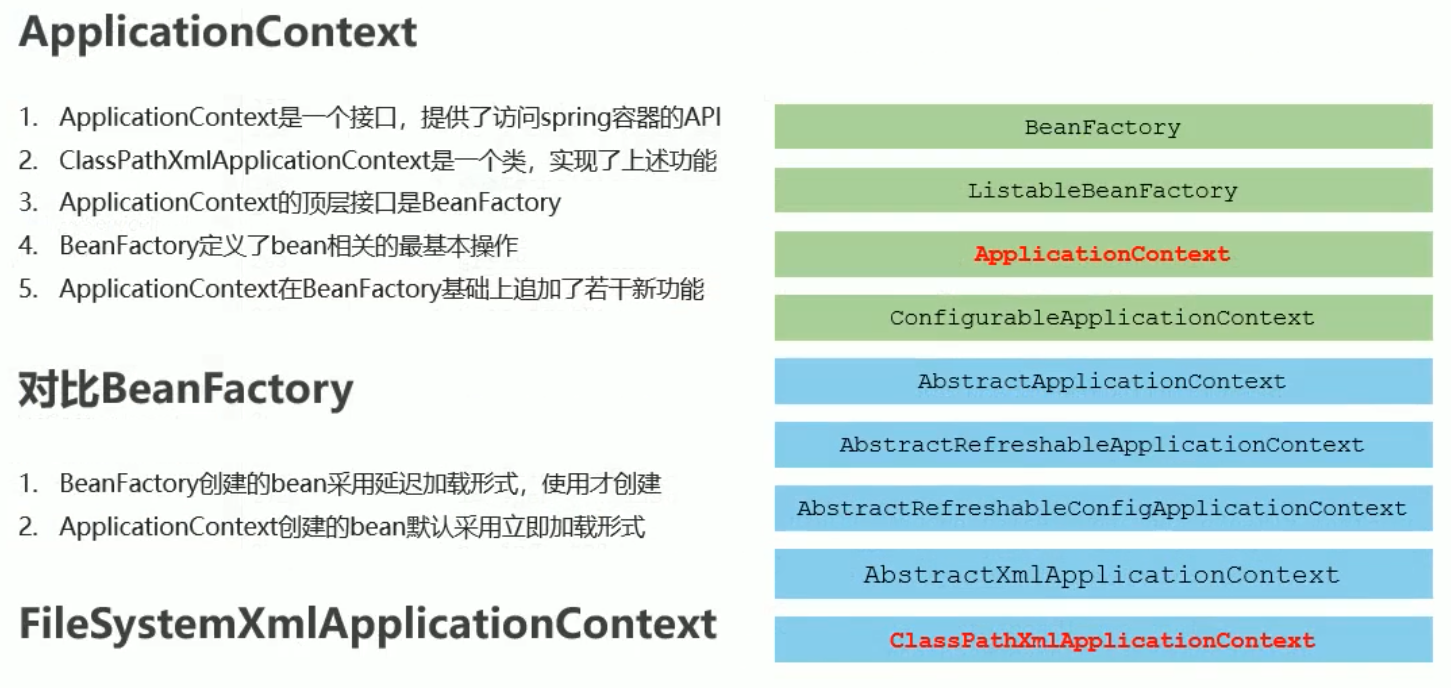 ApplicationContext
1. ApplicationContext是一个接口，提供了访问spring容器的API
2. ClassPathXmlApplicationContext是一个类，实现了上述功能
3. ApplicationContext的顶层接口是BeanFactory
4. BeanFactory定义了bean相关的最基本操作
5. ApplicationContext在BeanFactory基础上追加了若干新功能
对比BeanFactory
1. BeanFactory创建的bean采用延迟加载形式，使用才创建
2. ApplicationContext创建的bean默认采用立即加载形式
FileSystemXmlApplicationContext
BeanFactory
ListableBeanFactory
ApplicationContext
ConfigurableApplicationContext
AbstractApplicationContext
AbstractRefreshableApplicationContext
AbstractRefreshableConfigApplicationContext
AbstractXmlApplicationContext
ClassPathXmlApplicationContext